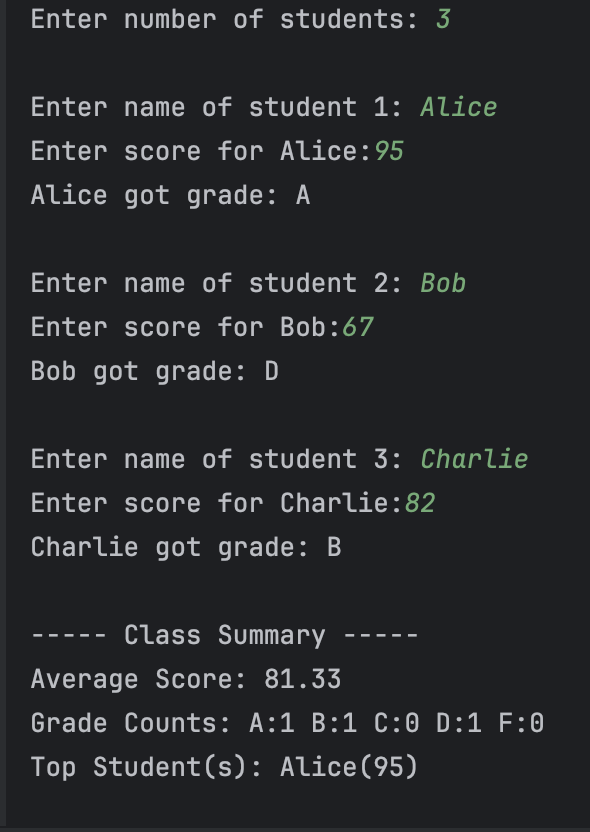 Enter number of students: 3
Enter name of student 1: Alice
Enter score for Alice:95
Alice got grade: A
Enter name of student 2: Bob
Enter score for Bob:67
Bob got grade: D
Enter name of student 3: Charlie
Enter score for Charlie:82
Charlie got grade: B
----- Class Summary -----
Average Score: 81.33
Grade Counts: A:1 B:1 C:0 D:1 F:0
Top Student(s): Alice(95)